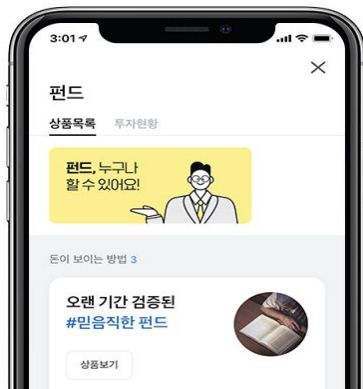 3:01
펀드
상품목록 투자현황
펀드, 누구나
할 수 있어요!
돈이 보이는 방법 3
오랜 기간 검증된
#믿음직한 펀드
상품보기